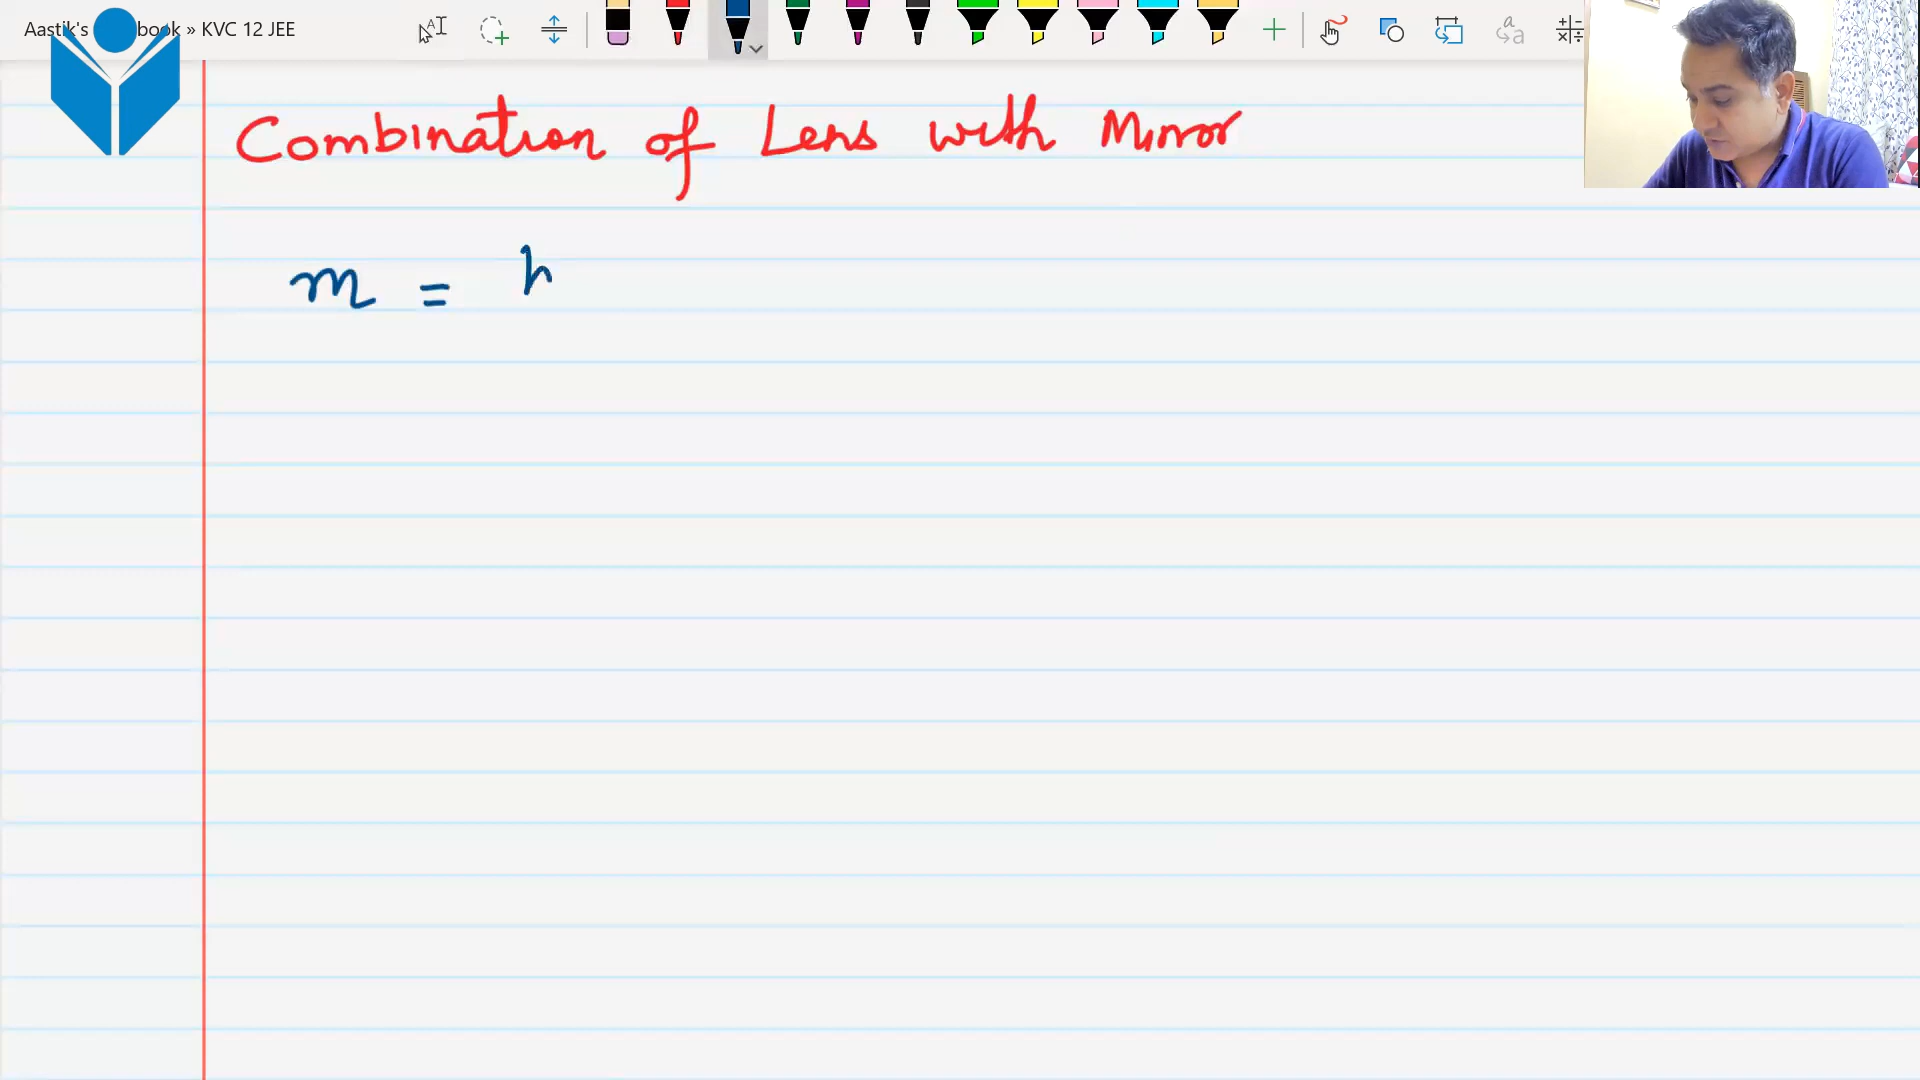 Aastik's book » KVC 12 JEE
Combination of Lens with Mirror
m = h